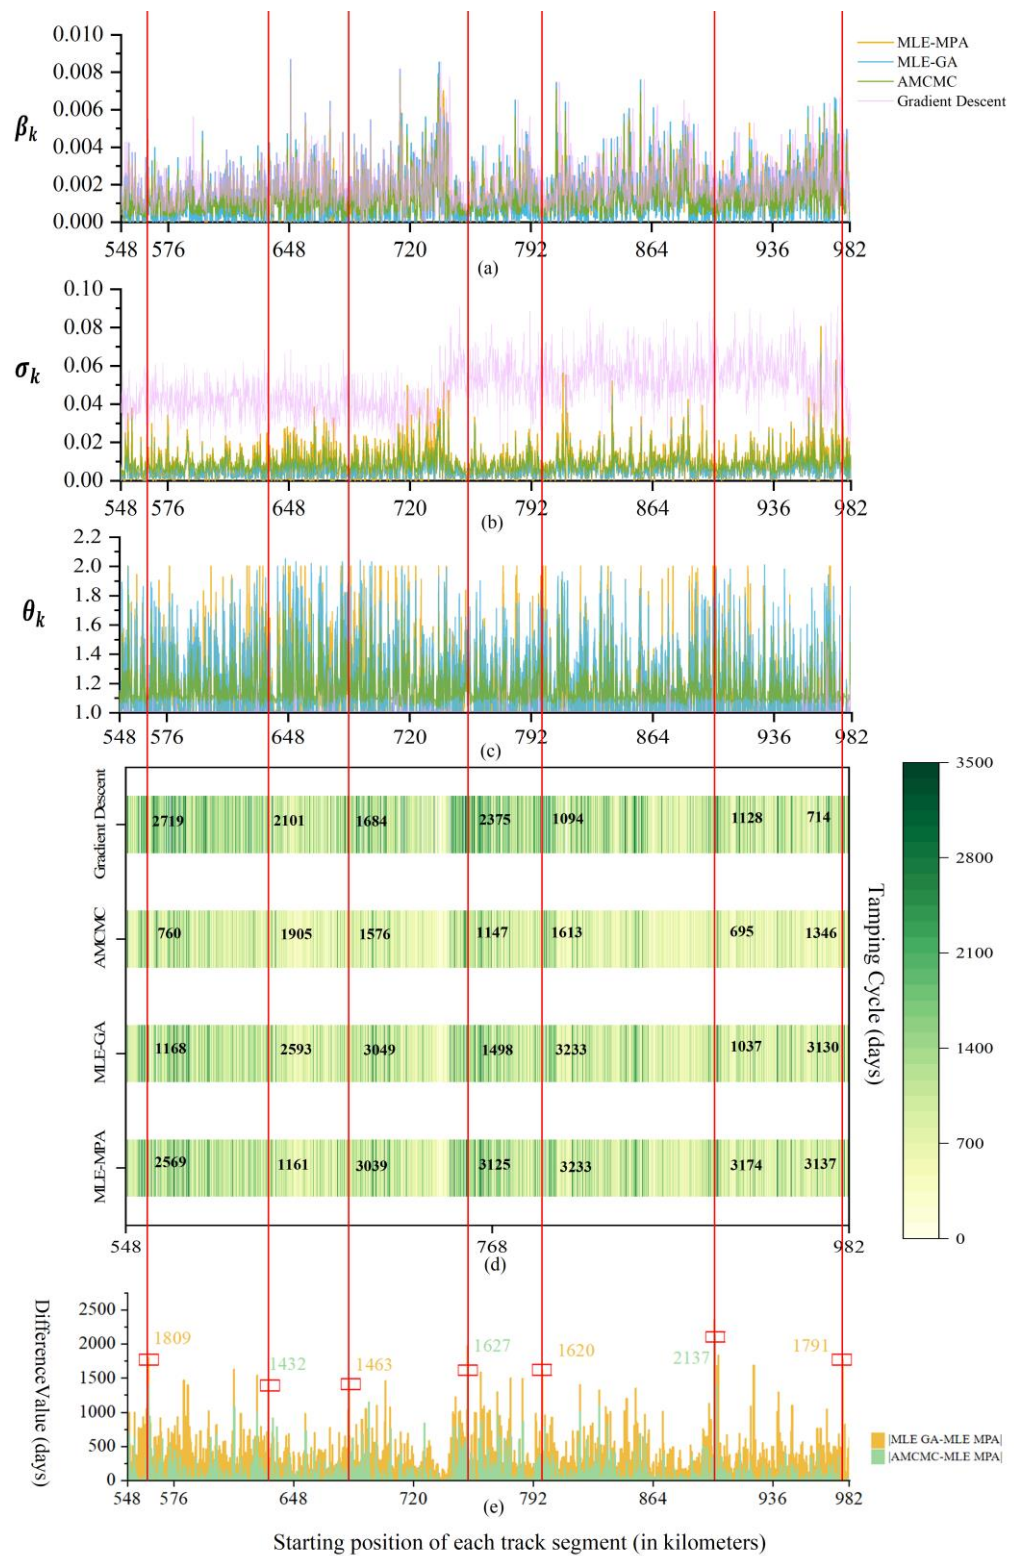 MLE-MPA
MLE-GA
AMCMC
Gradient Descent
0.010
0.008
0.006
0.004
0.002
0.000
βk
548 576 648 720 792 864 936 982
(a)
0.10
0.08
0.06
0.04
0.02
0.00
σk
548 576 648 720 792 864 936 982
(b)
2.2
2.0
1.8
1.6
1.4
1.2
1.0
θk
548 576 648 720 792 864 936 982
(c)
Gradient Descent
2719 2101 1684 2375 1094 1128 714
AMCMC
760 1905 1576 1147 1613 695 1346
MLE-GA
1168 2593 3049 1498 3233 1037 3130
MLE-MPA
2569 1161 3039 3125 3233 3174 3137
548 768 982
(d)
3500
2800
2100
1400
700
0
Tamping Cycle (days)
DifferenceValue (days)
2500
2000
1500
1000
500
0
1809 1432 1463 1627 1620 2137 1791
|MLE GA-MLE MPA|
|AMCMC-MLE MPA|
548 576 648 720 792 864 936 982
(e)
Starting position of each track segment (in kilometers)